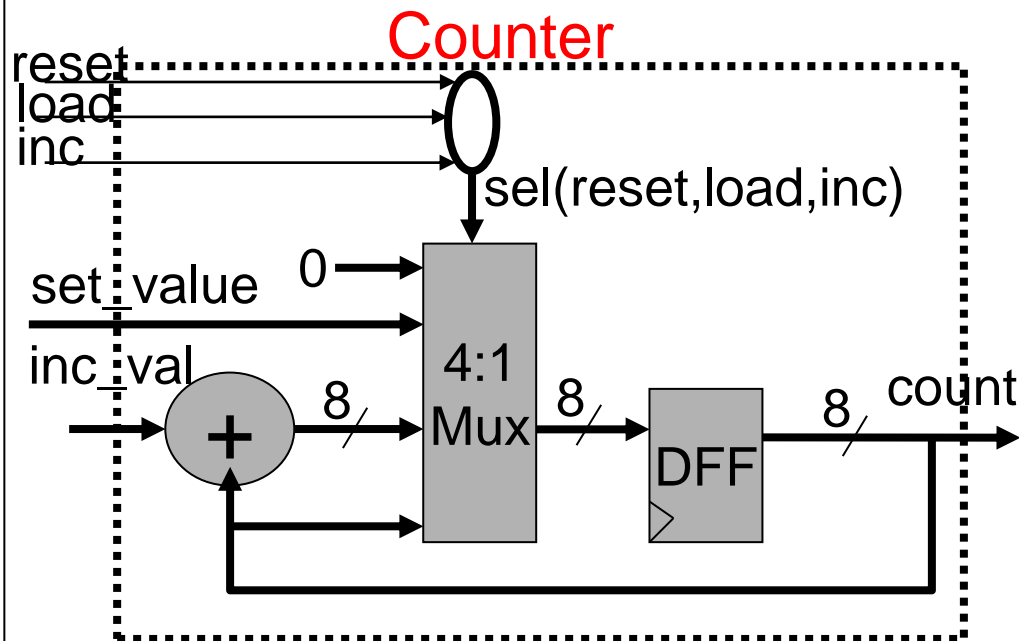 Counter
reset
load
inc
sel(reset,load,inc)
0
set_value
inc_val
4:1
Mux
8
8
8
count
+
DFF